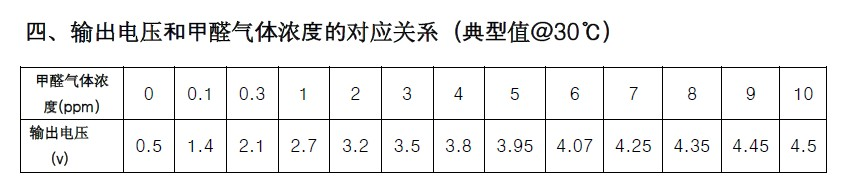 四、输出电压和甲醛气体浓度的对应关系（典型值@30℃）
甲醛气体浓
度(ppm) 0 0.1 0.3 1 2 3 4 5 6 7 8 9 10
输出电压
(v) 0.5 1.4 2.1 2.7 3.2 3.5 3.8 3.95 4.07 4.25 4.35 4.45 4.5